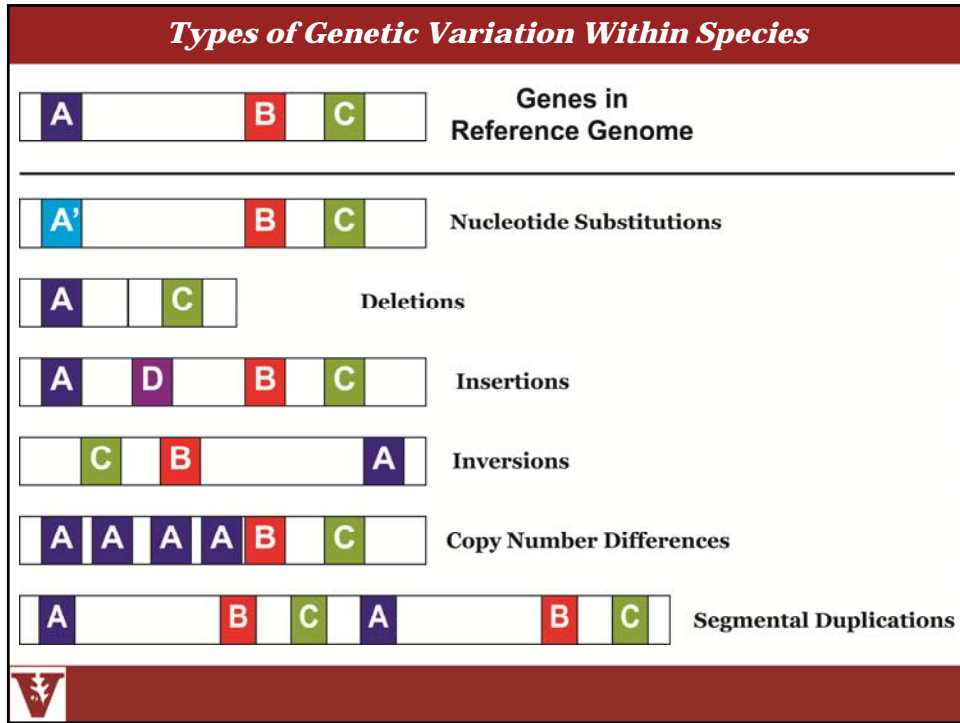 Types of Genetic Variation Within Species
A B C
Genes in
Reference Genome
A' B C
Nucleotide Substitutions
A C
Deletions
A D B C
Insertions
C B A
Inversions
A A A A B C
Copy Number Differences
A B C A B C
Segmental Duplications
V